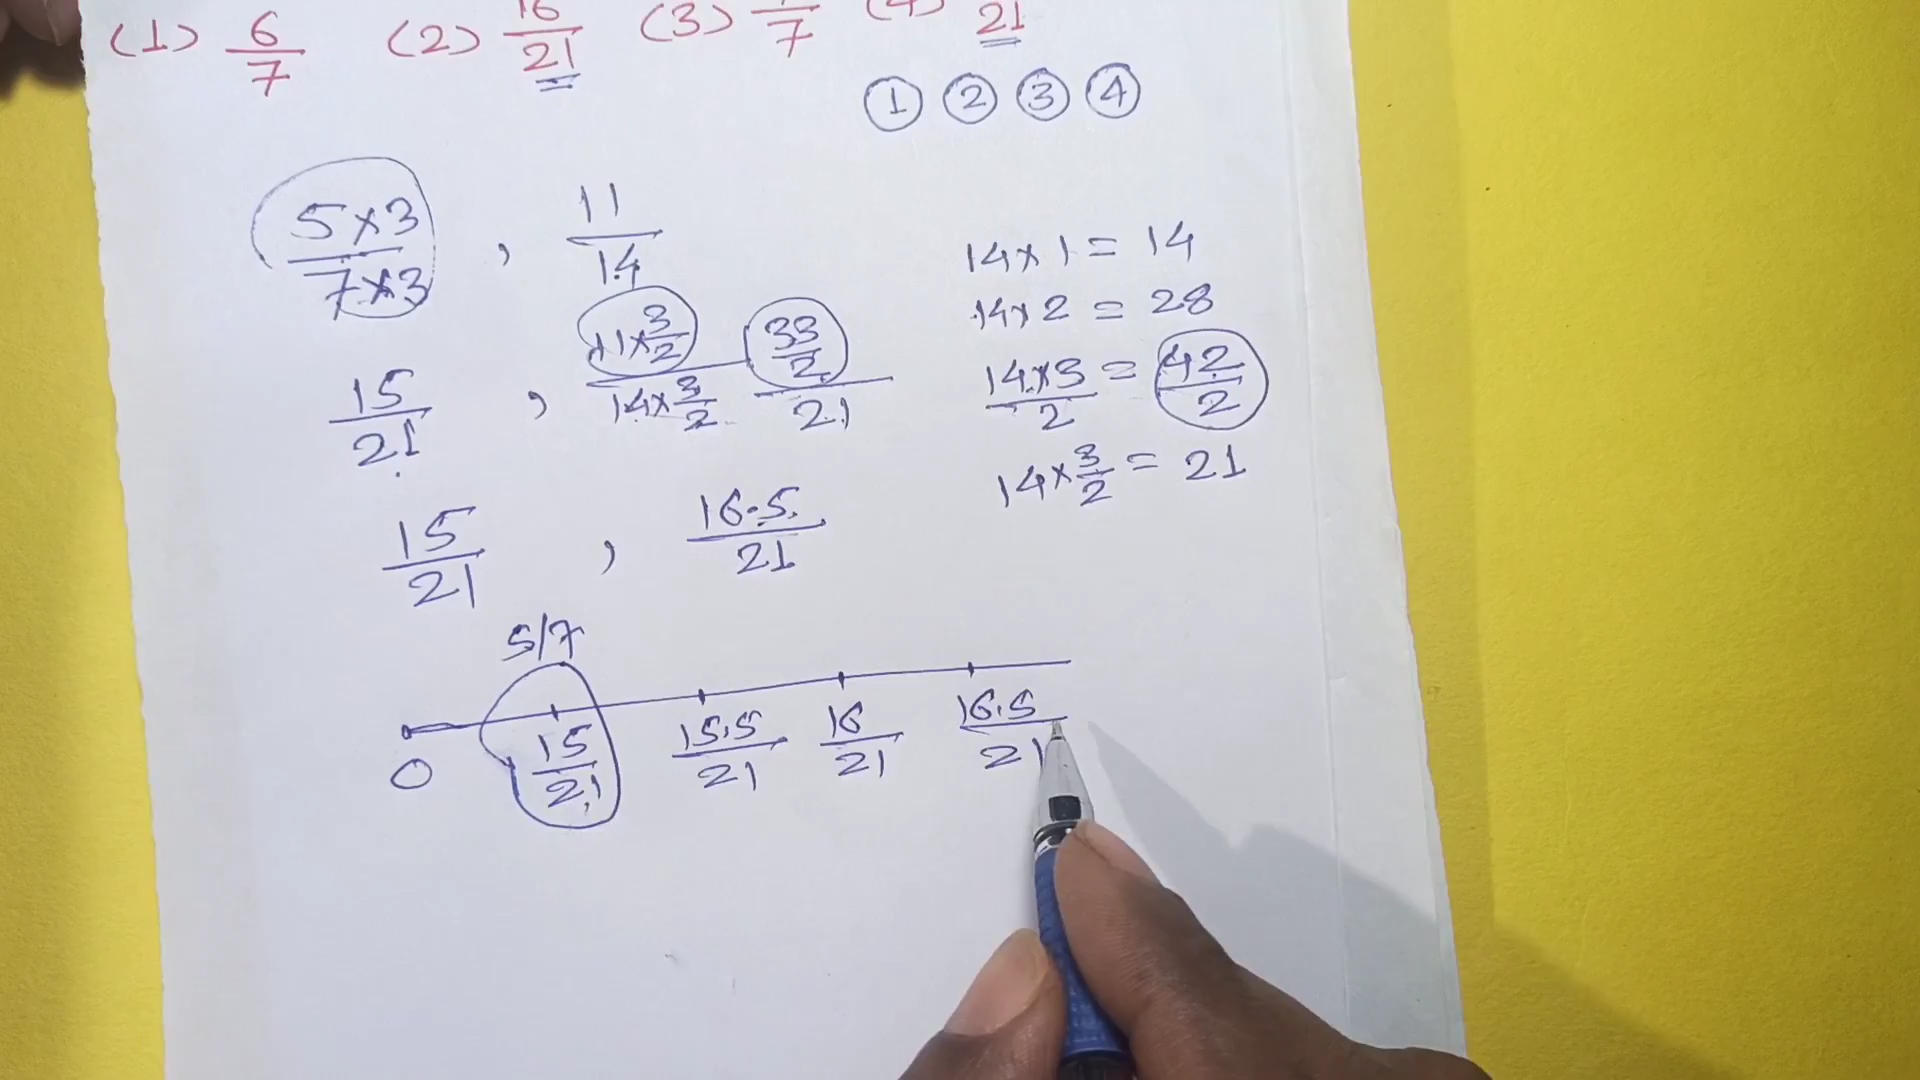 (1) 6/7 (2) 16/21 (3) /7 (4) /21
① ② ③ ④
5×3/7×3 , 11/14
15/21 , 11×3/2/14×3/2 33/2/21
15/21 , 16.5/21
14×1=14
14×2=28
14×3/2=42/2
14×3/2=21
5/7
0 15/21 15.5/21 16/21 16.5/21